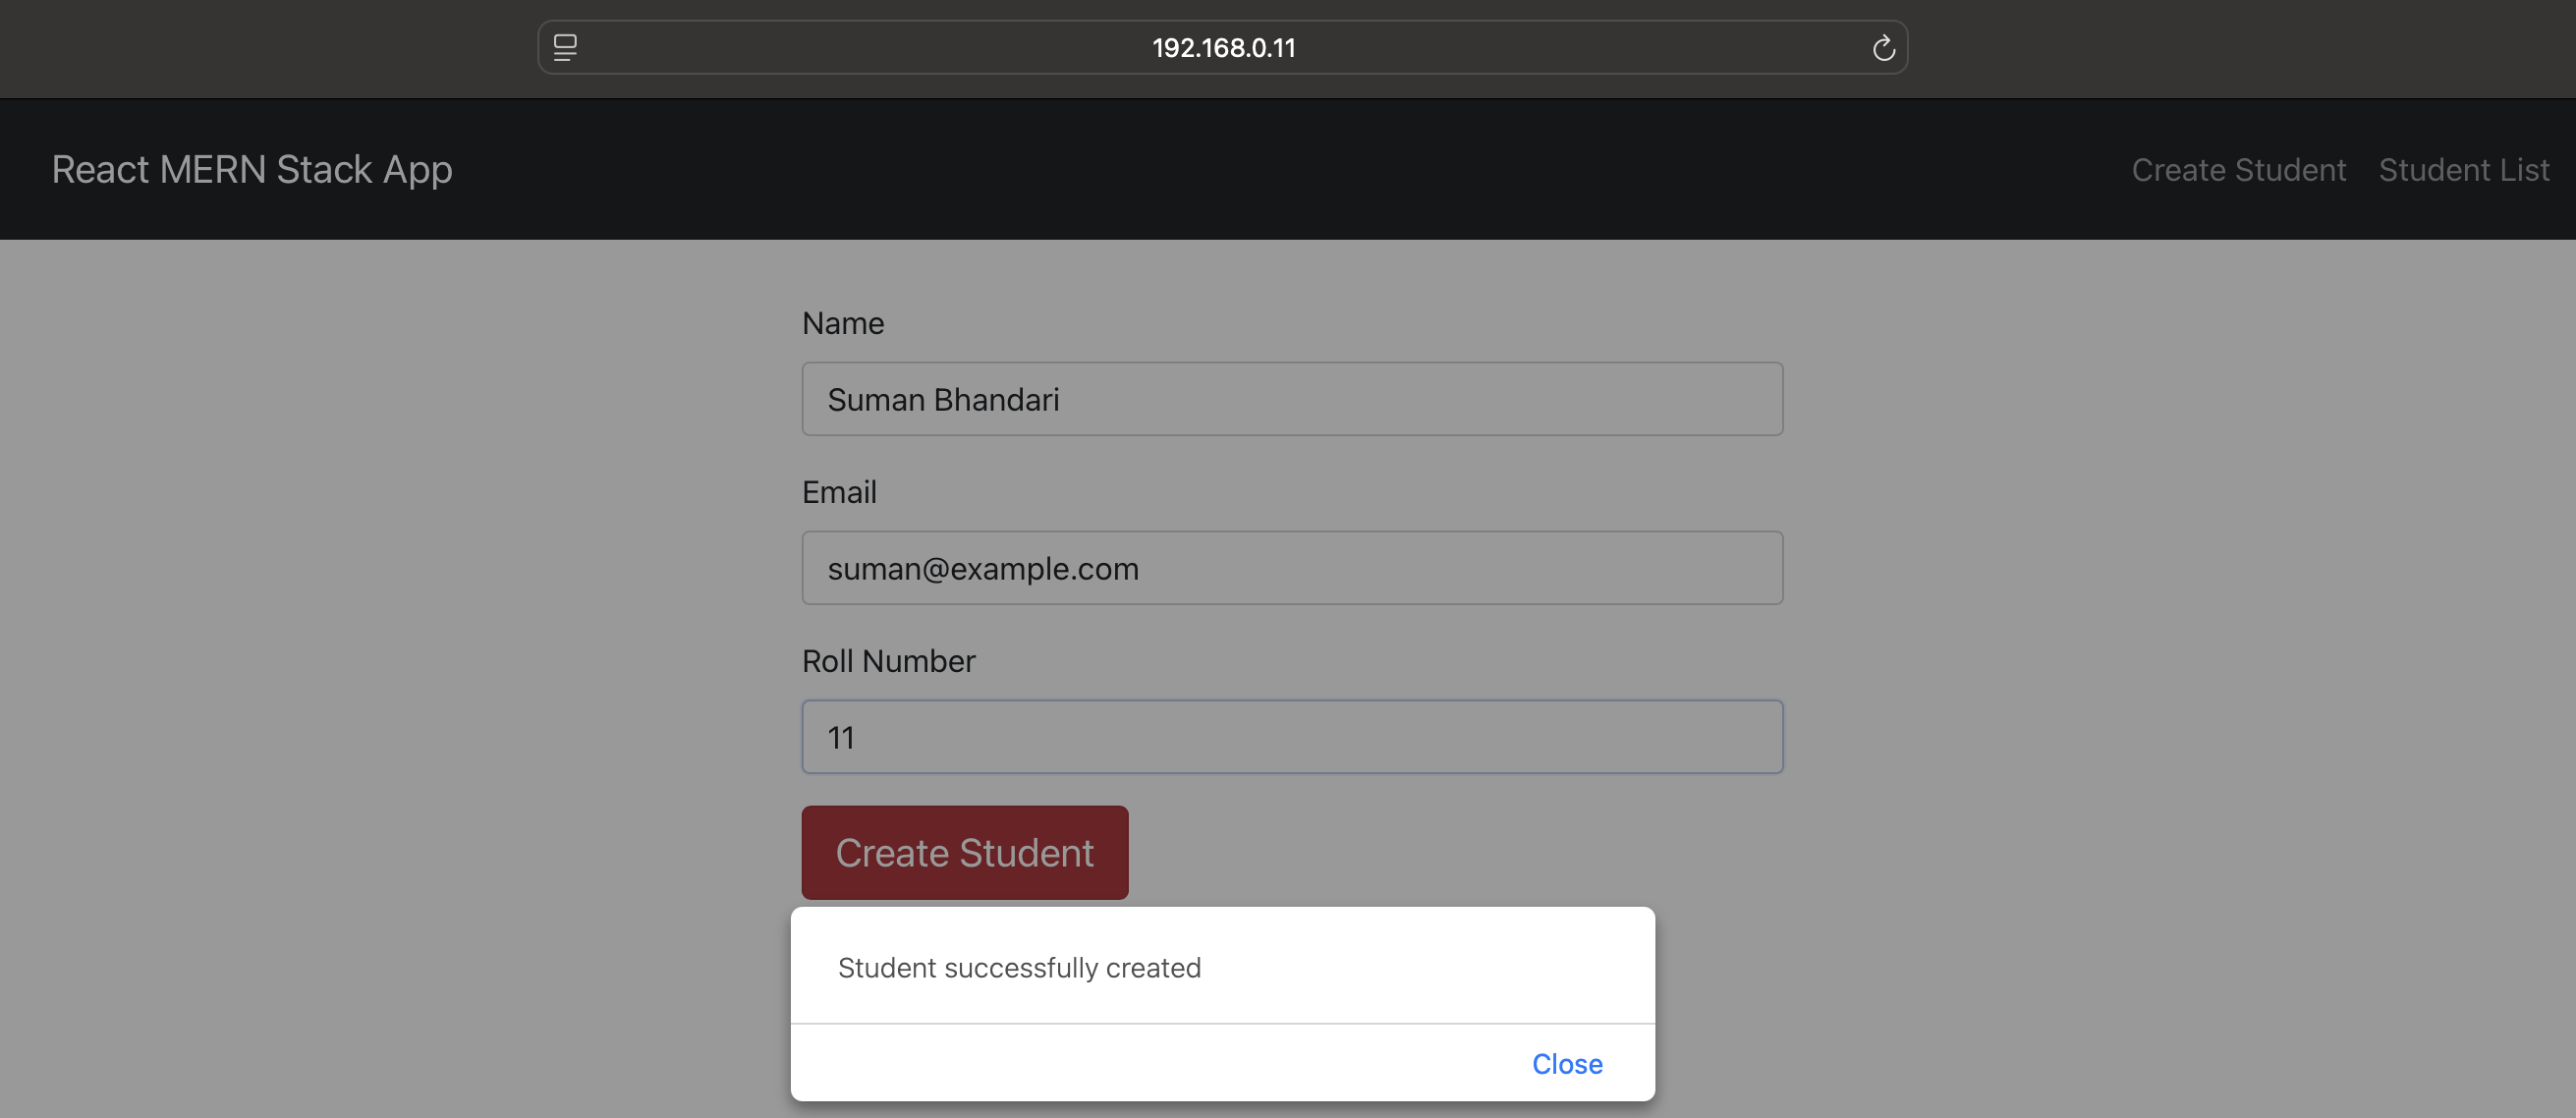 192.168.0.11
React MERN Stack App
Create Student Student List
Name
Suman Bhandari
Email
suman@example.com
Roll Number
11
Create Student
Student successfully created
Close